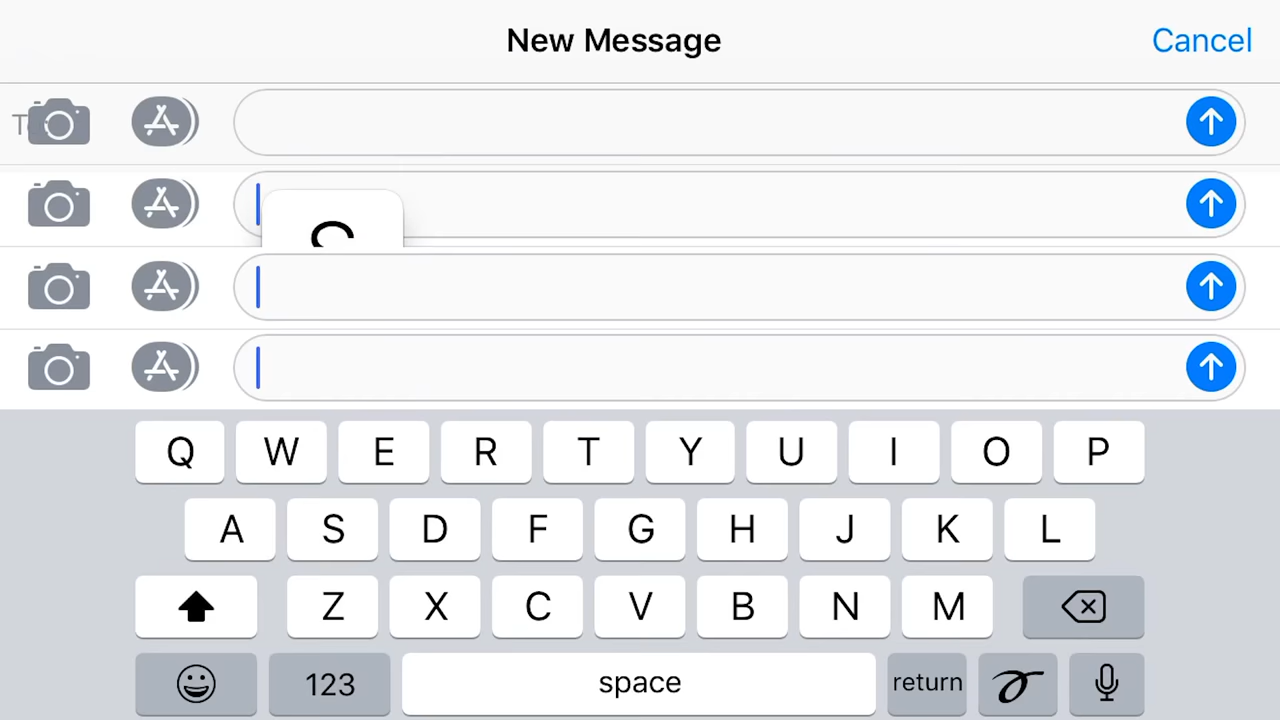 New Message Cancel
Q W E R T Y U I O P
A S D F G H J K L
Z X C V B N M
123 space return